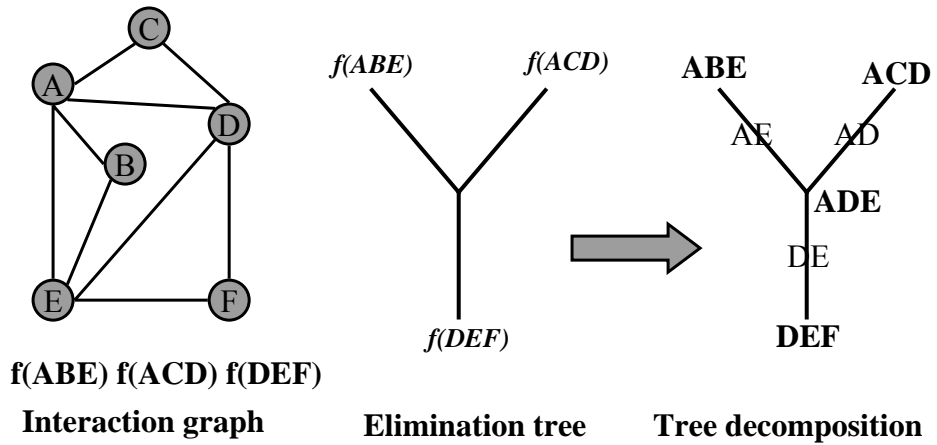 C
A
D
B
E
F
f(ABE) f(ACD) f(DEF)
Interaction graph
f(ABE)
f(ACD)
f(DEF)
Elimination tree
ABE
ACD
AE
AD
ADE
DE
DEF
Tree decomposition